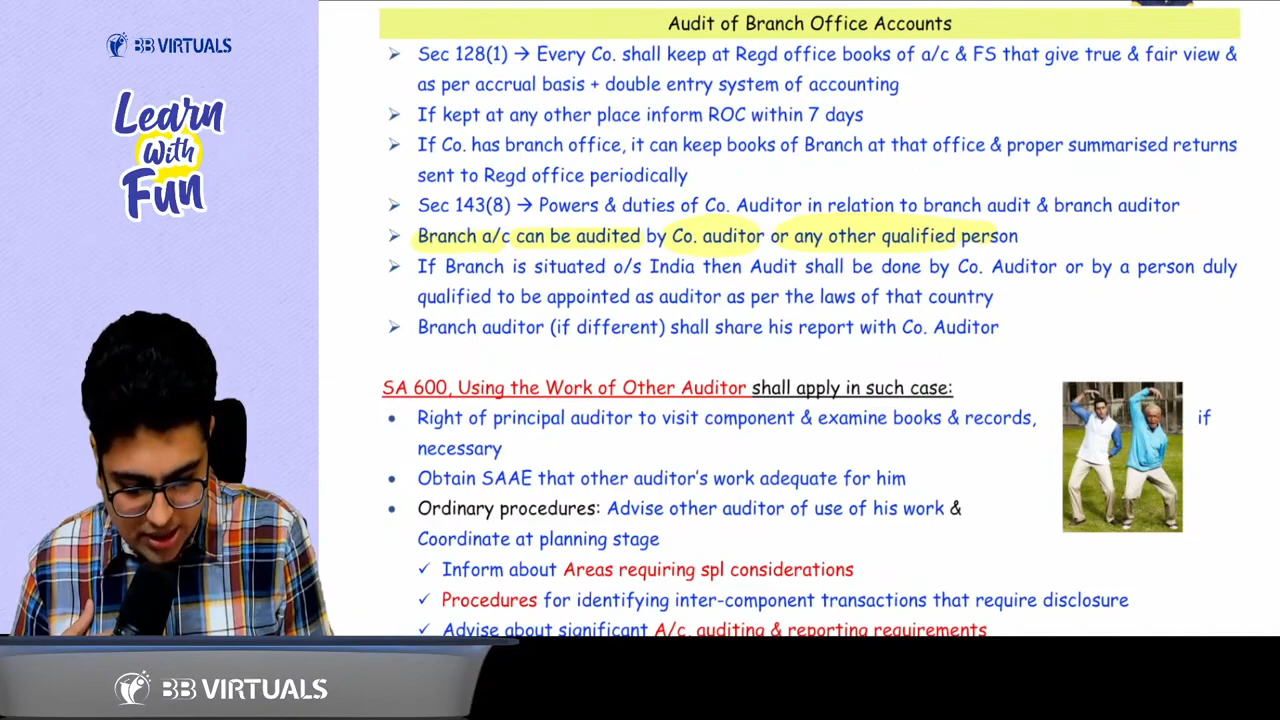 BB VIRTUALS
Learn
With
Fun
Audit of Branch Office Accounts
➢ Sec 128(1) → Every Co. shall keep at Regd office books of a/c & FS that give true & fair view &
as per accrual basis + double entry system of accounting
➢ If kept at any other place inform ROC within 7 days
➢ If Co. has branch office, it can keep books of Branch at that office & proper summarised returns
sent to Regd office periodically
➢ Sec 143(8) → Powers & duties of Co. Auditor in relation to branch audit & branch auditor
➢ Branch a/c can be audited by Co. auditor or any other qualified person
➢ If Branch is situated o/s India then Audit shall be done by Co. Auditor or by a person duly
qualified to be appointed as auditor as per the laws of that country
➢ Branch auditor (if different) shall share his report with Co. Auditor
SA 600, Using the Work of Other Auditor shall apply in such case:
• Right of principal auditor to visit component & examine books & records, if
necessary
• Obtain SAAE that other auditor's work adequate for him
• Ordinary procedures: Advise other auditor of use of his work &
Coordinate at planning stage
✓ Inform about Areas requiring spl considerations
✓ Procedures for identifying inter-component transactions that require disclosure
✓ Advise about significant A/c, auditing & reporting requirements
BB VIRTUALS